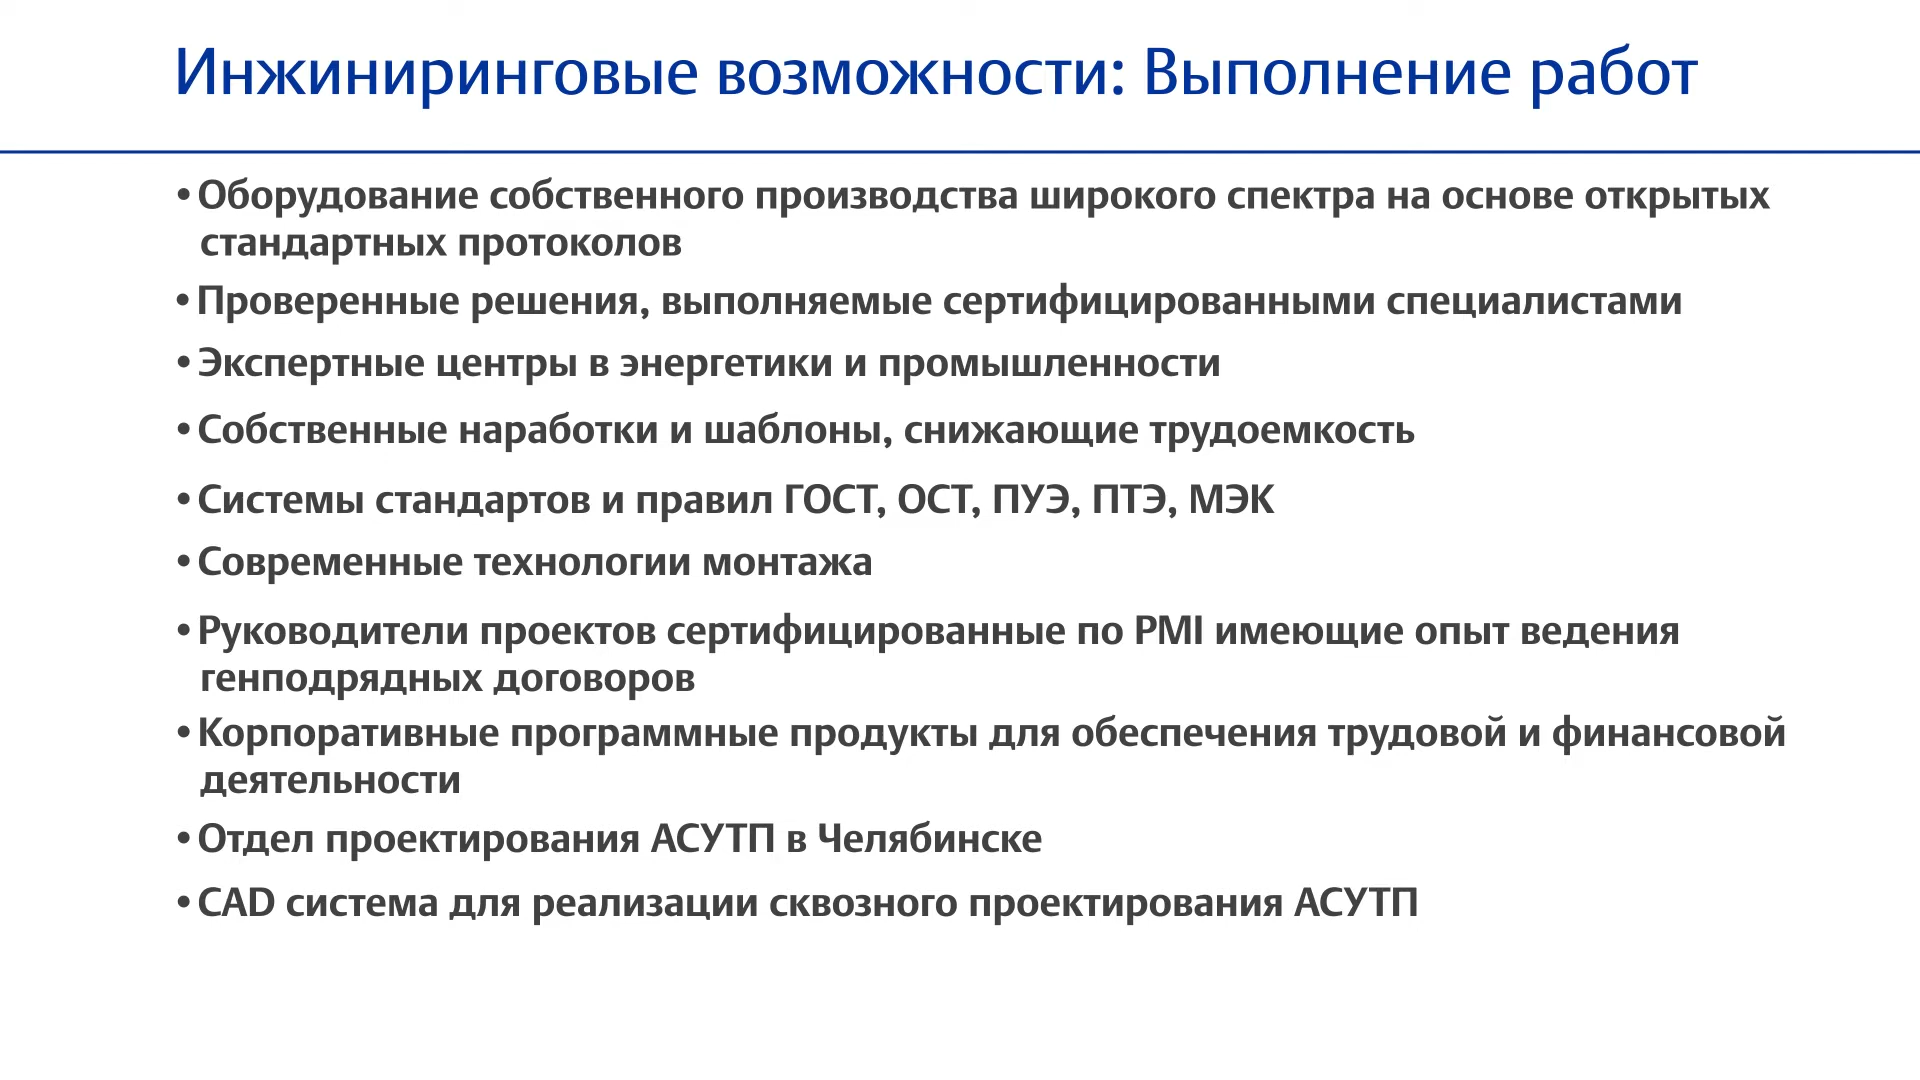 Инжиниринговые возможности: Выполнение работ
•Оборудование собственного производства широкого спектра на основе открытых
стандартных протоколов
•Проверенные решения, выполняемые сертифицированными специалистами
•Экспертные центры в энергетики и промышленности
•Собственные наработки и шаблоны, снижающие трудоемкость
•Системы стандартов и правил ГОСТ, ОСТ, ПУЭ, ПТЭ, МЭК
•Современные технологии монтажа
•Руководители проектов сертифицированные по PMI имеющие опыт ведения
генподрядных договоров
•Корпоративные программные продукты для обеспечения трудовой и финансовой
деятельности
•Отдел проектирования АСУТП в Челябинске
•CAD система для реализации сквозного проектирования АСУТП